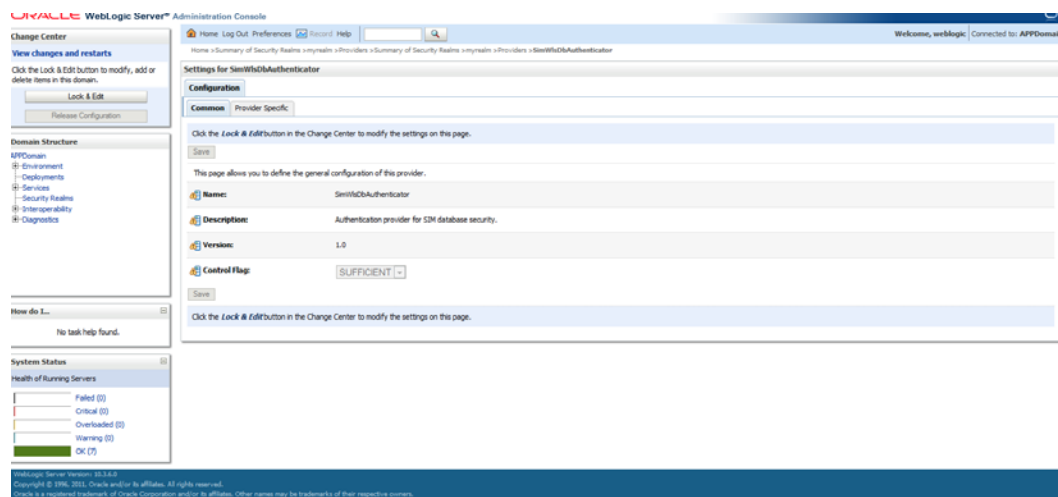 ORACLE WebLogic Server® Administration Console
Change Center
View changes and restarts
Click the Lock & Edit button to modify, add or
delete items in this domain.
Lock & Edit
Release Configuration
Domain Structure
APPDomain
Environment
Deployments
Services
Security Realms
Interoperability
Diagnostics
How do I...
No task help found.
System Status
Health of Running Servers
Failed (0)
Critical (0)
Overloaded (0)
Warning (0)
OK (7)
Home Log Out Preferences Record Help
Welcome, weblogic Connected to: APPDomai
Home >Summary of Security Realms >myrealm >Providers >Summary of Security Realms >myrealm >Providers >SimWlsDbAuthenticator
Settings for SimWlsDbAuthenticator
Configuration
Common Provider Specific
Click the Lock & Edit button in the Change Center to modify the settings on this page.
Save
This page allows you to define the general configuration of this provider.
Name: SimWlsDbAuthenticator
Description: Authentication provider for SIM database security.
Version: 1.0
Control Flag: SUFFICIENT
Save
Click the Lock & Edit button in the Change Center to modify the settings on this page.
WebLogic Server Version: 10.3.6.0
Copyright © 1996, 2011, Oracle and/or its affiliates. All rights reserved.
Oracle is a registered trademark of Oracle Corporation and/or its affiliates. Other names may be trademarks of their respective owners.